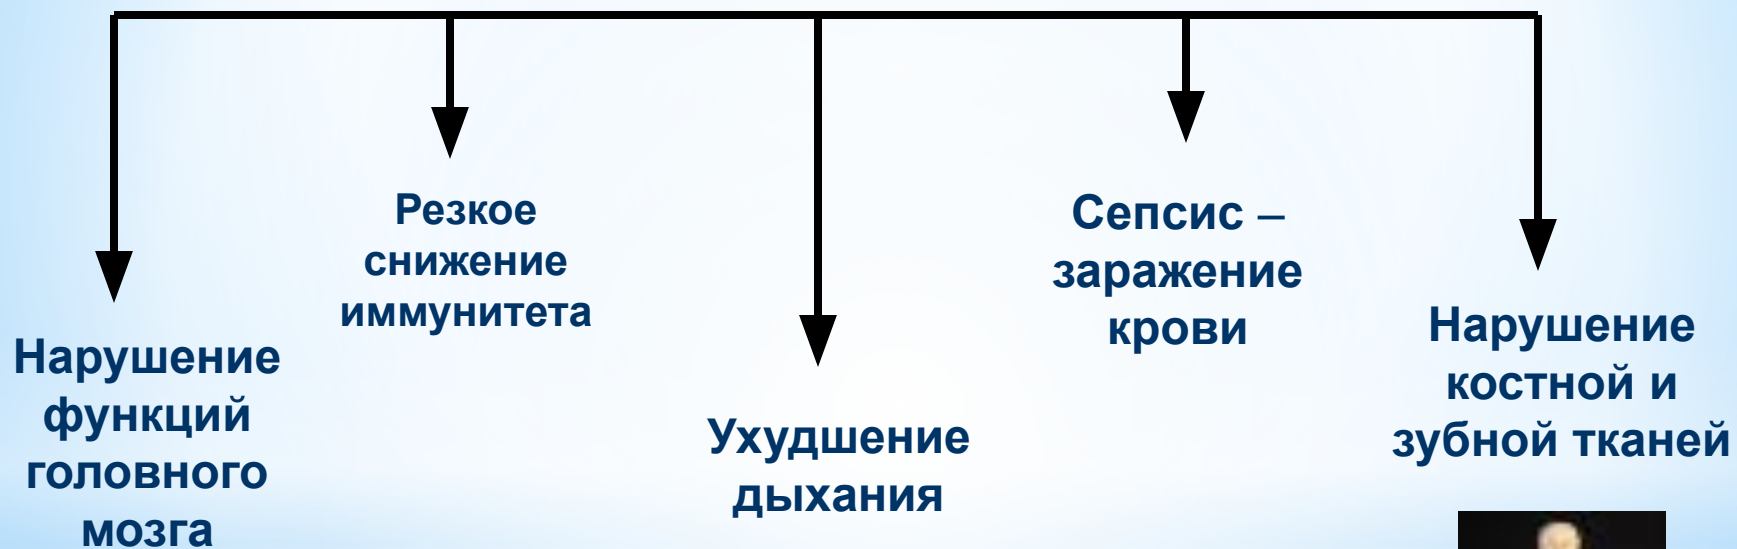 Нарушение
функций
головного
мозга
Резкое
снижение
иммунитета
Ухудшение
дыхания
Сепсис –
заражение
крови
Нарушение
костной и
зубной тканей